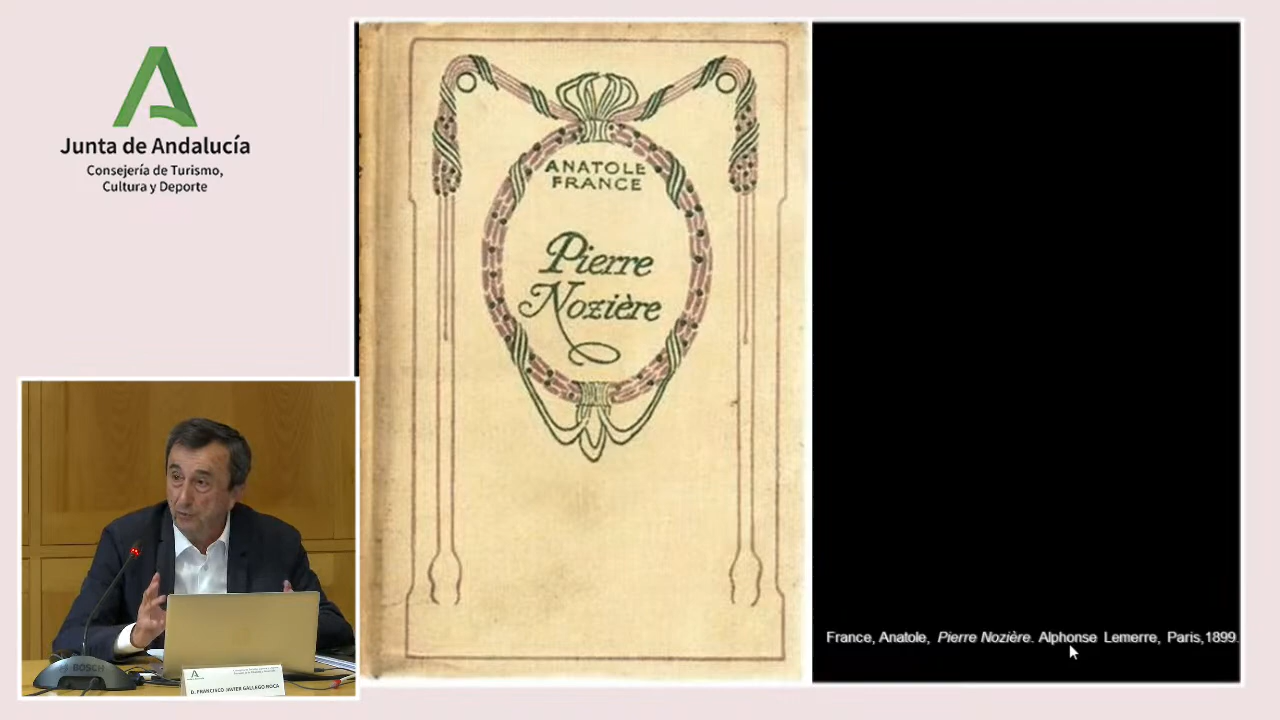 Junta de Andalucía
Consejería de Turismo,
Cultura y Deporte
ANATOLE
FRANCE
Pierre
Nozière
France, Anatole, Pierre Nozière. Alphonse Lemerre, Paris,1899.
BOSCH
D. FRANCISCO JAVIER GALLEGO ROCA